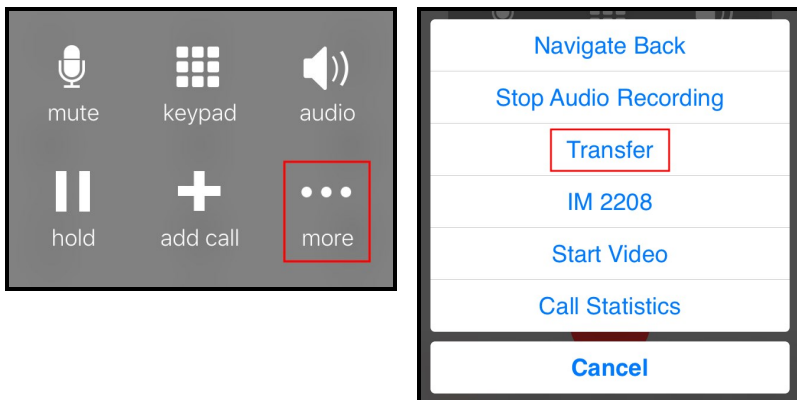 mute keypad audio
hold add call more
Navigate Back
Stop Audio Recording
Transfer
IM 2208
Start Video
Call Statistics
Cancel